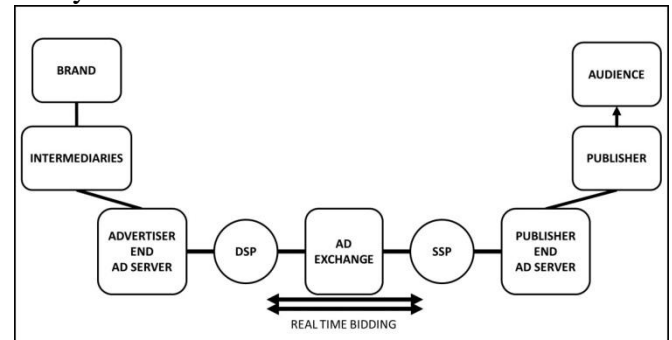 BRAND
AUDIENCE
INTERMEDIARIES
PUBLISHER
ADVERTISER
END
AD SERVER
DSP
AD
EXCHANGE
SSP
PUBLISHER
END
AD SERVER
REAL TIME BIDDING